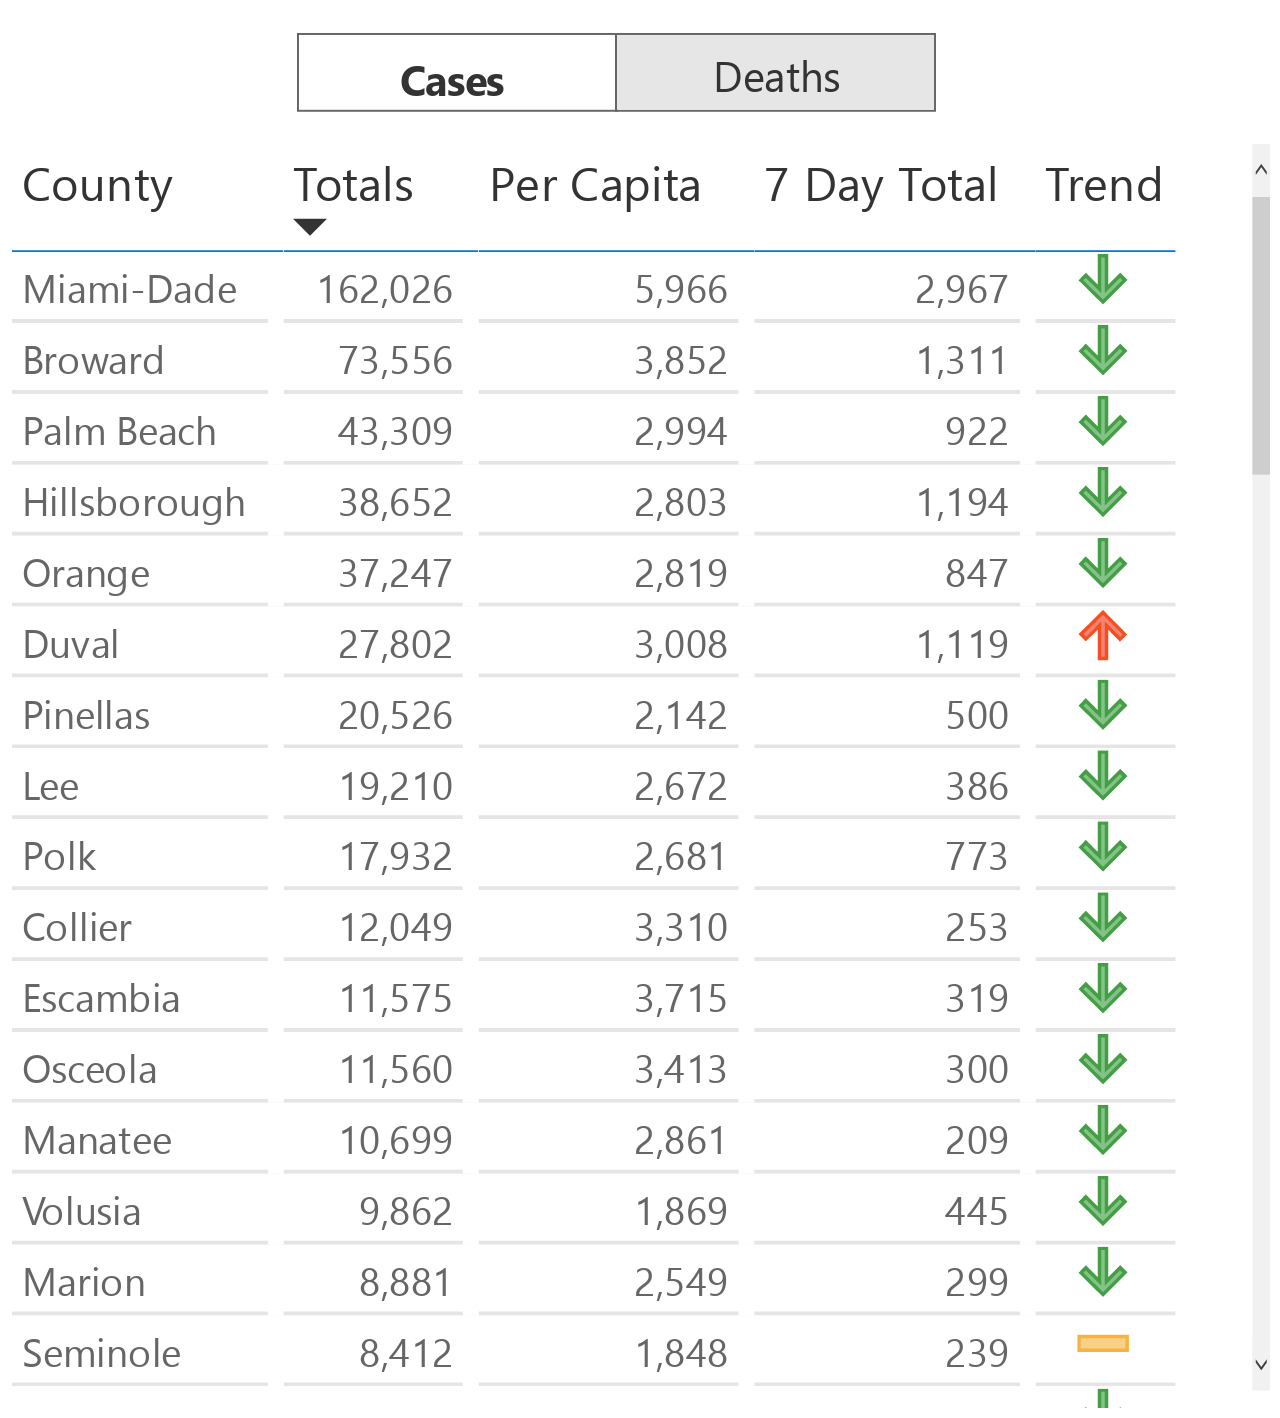 Cases Deaths
County Totals Per Capita 7 Day Total Trend
Miami-Dade 162,026 5,966 2,967
Broward 73,556 3,852 1,311
Palm Beach 43,309 2,994 922
Hillsborough 38,652 2,803 1,194
Orange 37,247 2,819 847
Duval 27,802 3,008 1,119
Pinellas 20,526 2,142 500
Lee 19,210 2,672 386
Polk 17,932 2,681 773
Collier 12,049 3,310 253
Escambia 11,575 3,715 319
Osceola 11,560 3,413 300
Manatee 10,699 2,861 209
Volusia 9,862 1,869 445
Marion 8,881 2,549 299
Seminole 8,412 1,848 239